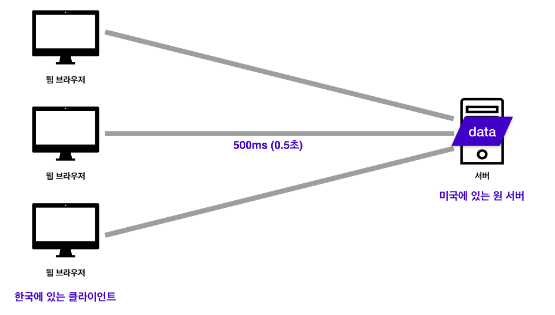 웹 브라우저
data
500ms (0.5초)
웹 브라우저
서버
미국에 있는 원 서버
웹 브라우저
한국에 있는 클라이언트